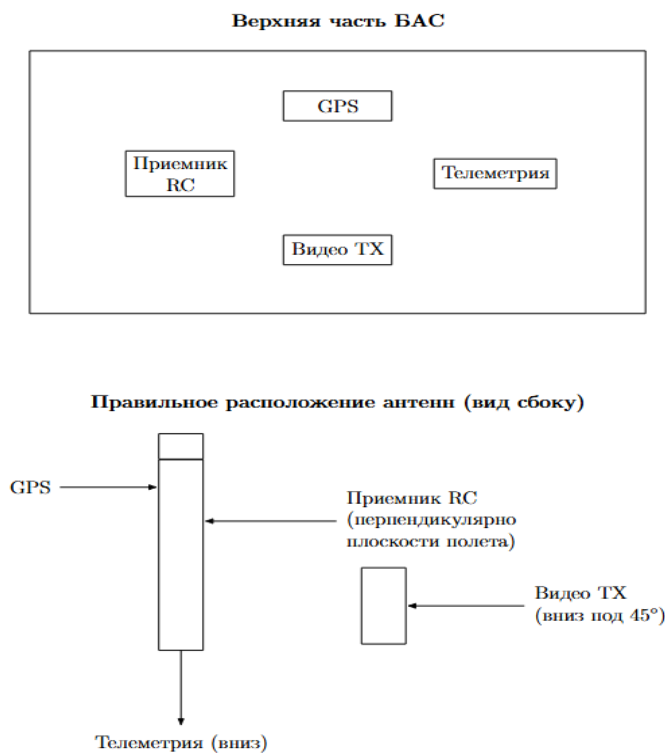 Верхняя часть БАС
GPS
Приемник
RC
Телеметрия
Видео TX
Правильное расположение антенн (вид сбоку)
GPS
Приемник RC
(перпендикулярно
плоскости полета)
Видео TX
(вниз под 45°)
Телеметрия (вниз)